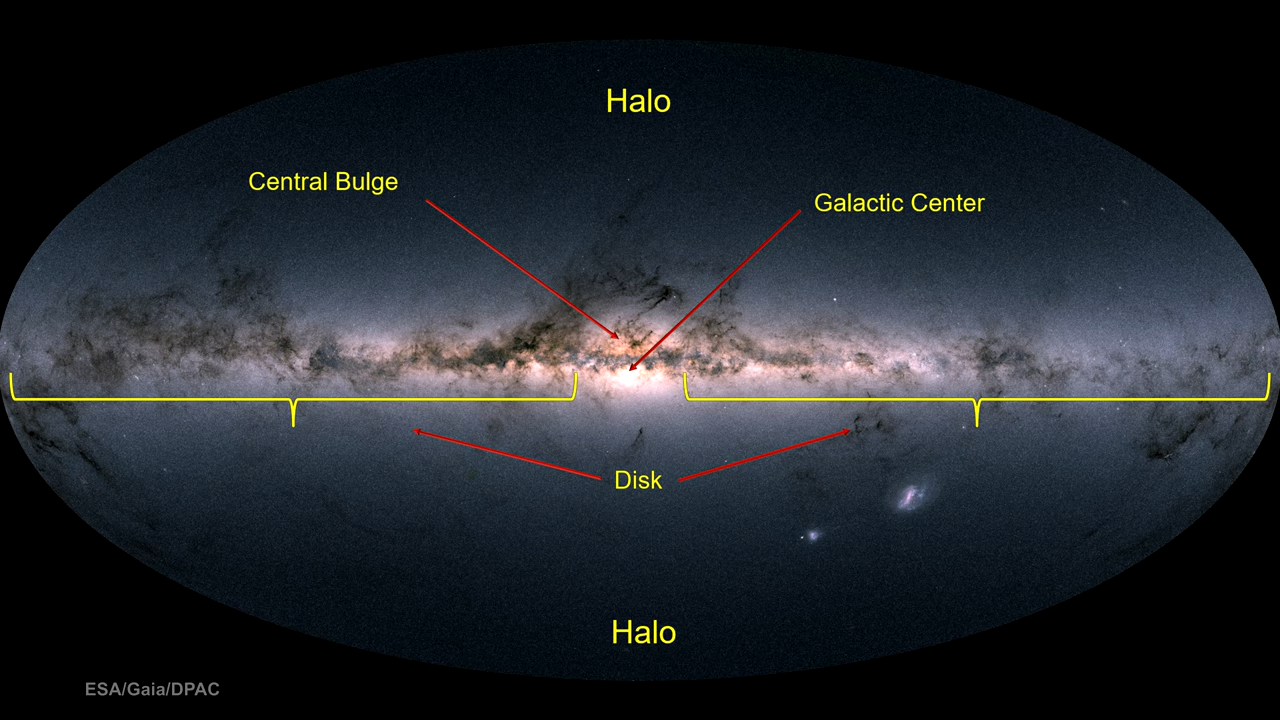 Halo
Central Bulge
Galactic Center
Disk
Halo
ESA/Gaia/DPAC